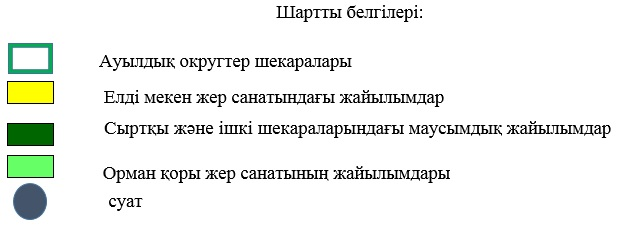 Шартты белгілері:
Ауылдық округтер шекаралары
Елді мекен жер санатындағы жайылымдар
Сыртқы және ішкі шекараларындағы маусымдық жайылымдар
Орман қоры жер санатының жайылымдары
суат